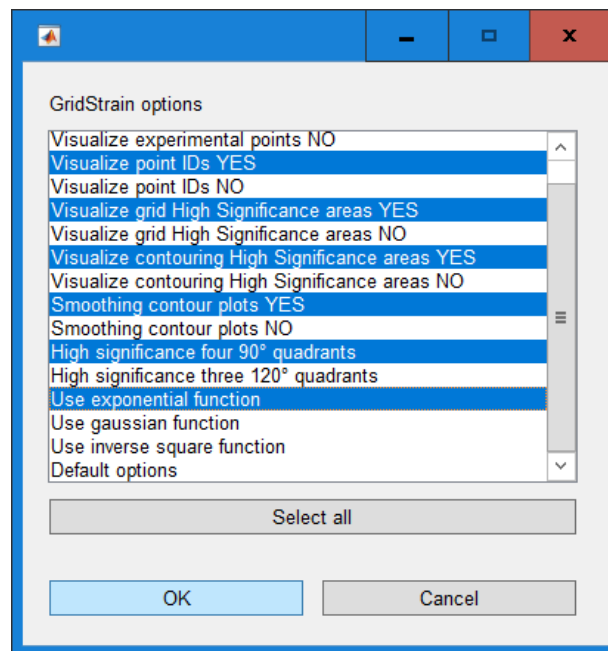 GridStrain options
Visualize experimental points NO
Visualize point IDs YES
Visualize point IDs NO
Visualize grid High Significance areas YES
Visualize grid High Significance areas NO
Visualize contouring High Significance areas YES
Visualize contouring High Significance areas NO
Smoothing contour plots YES
Smoothing contour plots NO
High significance four 90° quadrants
High significance three 120° quadrants
Use exponential function
Use gaussian function
Use inverse square function
Default options
Select all
OK
Cancel